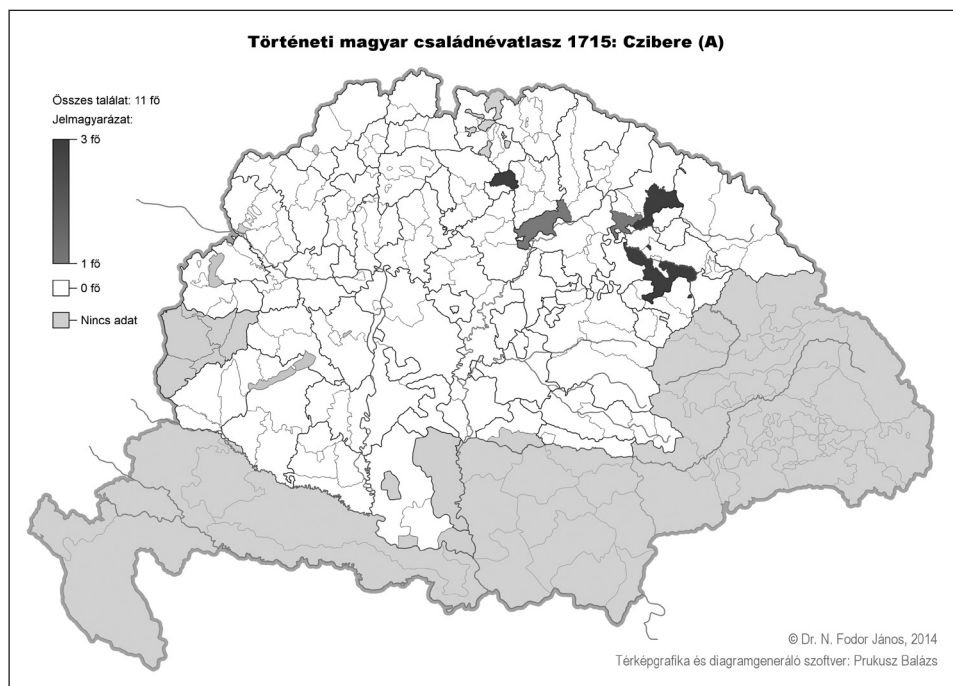 Történeti magyar családnévatlasz 1715: Czibere (A)
Összes találat: 11 fő
Jelmagyarázat:
3 fő
1 fő
0 fő
Nincs adat
© Dr. N. Fodor János, 2014
Térképgrafika és diagramgeneráló szoftver: Prukusz Balázs